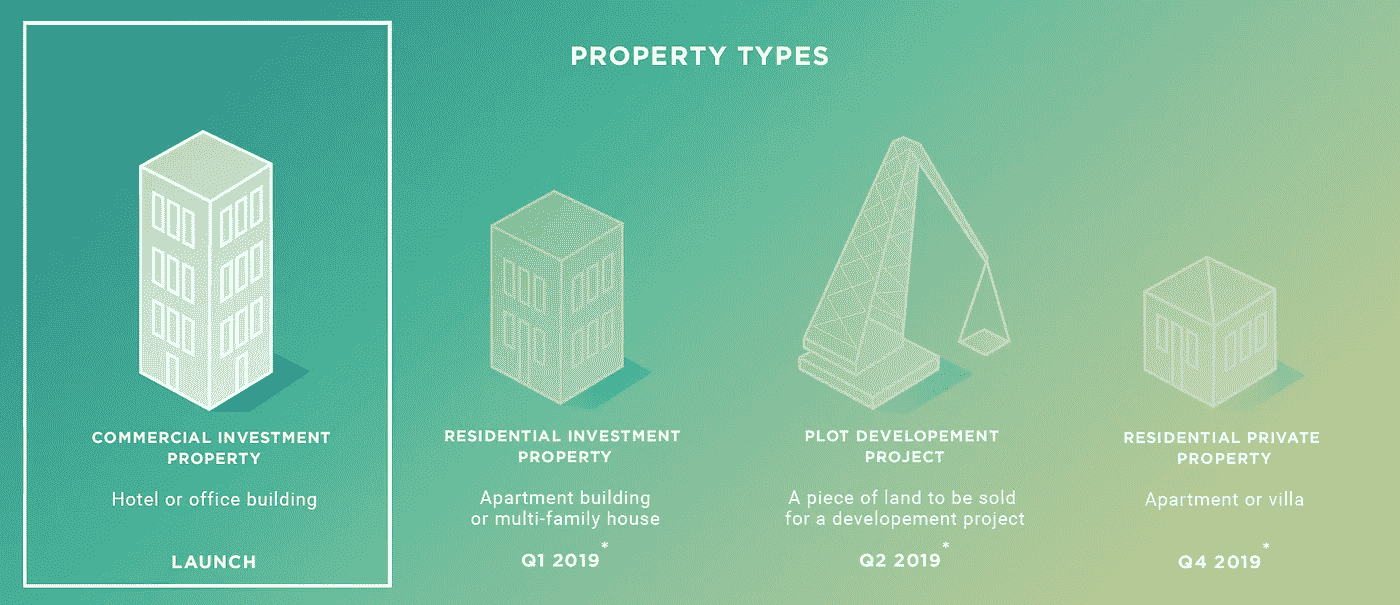 PROPERTY TYPES
COMMERCIAL INVESTMENT
PROPERTY
Hotel or office building
LAUNCH
RESIDENTIAL INVESTMENT
PROPERTY
Apartment building
or multi-family house
Q1 2019*
PLOT DEVELOPEMENT
PROJECT
A piece of land to be sold
for a developement project
Q2 2019*
RESIDENTIAL PRIVATE
PROPERTY
Apartment or villa
Q4 2019*